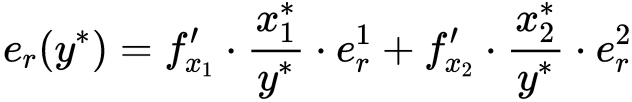 e_r(y^*) = f'_{x_1} \cdot \frac{x_1^*}{y^*} \cdot e_r^1 + f'_{x_2} \cdot \frac{x_2^*}{y^*} \cdot e_r^2